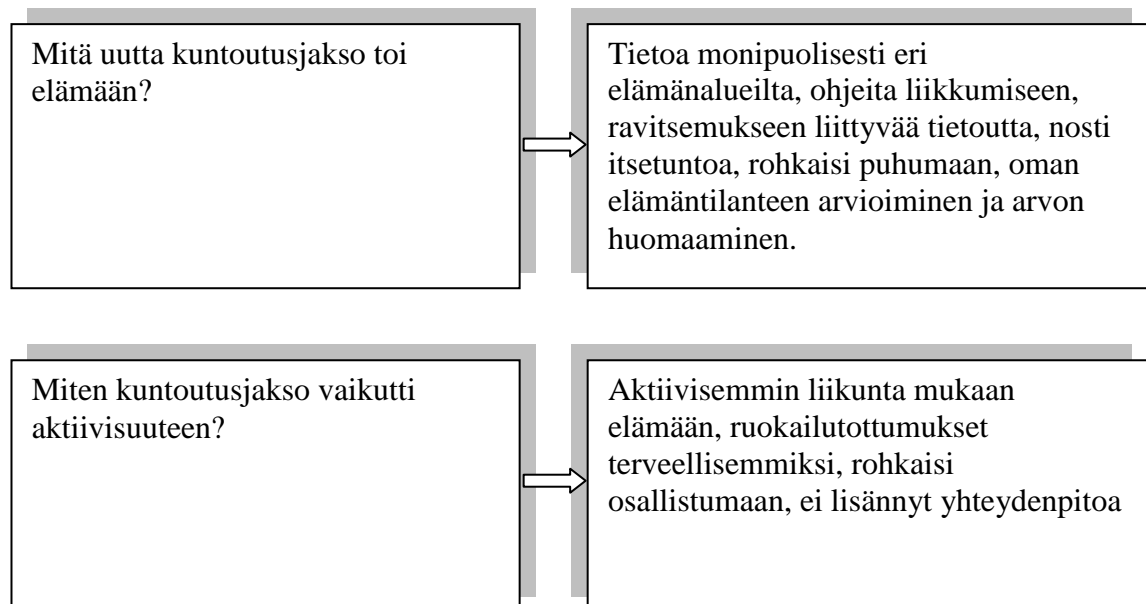 Mitä uutta kuntoutusjakso toi
elämään?
Tietoa monipuolisesti eri
elämänalueilta, ohjeita liikkumiseen,
ravitsemukseen liittyvää tietoutta, nosti
itsetuntoa, rohkaisi puhumaan, oman
elämäntilanteen arvioiminen ja arvon
huomaaminen.
Miten kuntoutusjakso vaikutti
aktiivisuuteen?
Aktiivisemmin liikunta mukaan
elämään, ruokailutottumukset
terveellisemmiksi, rohkaisi
osallistumaan, ei lisännyt yhteydenpitoa